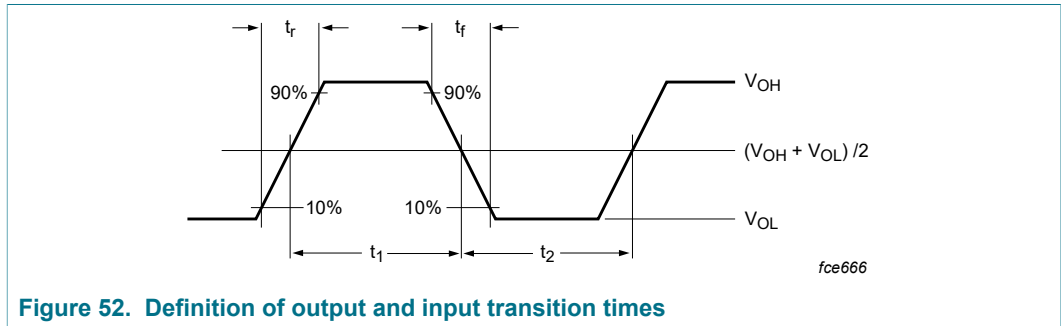 tr tf
90% 90% VOH
(VOH + VOL) /2
10% 10%
VOL
t1 t2
fce666
Figure 52. Definition of output and input transition times